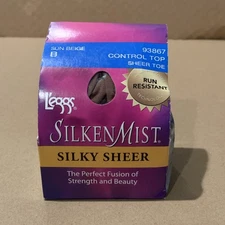 SUN BEIGE
B
93867
CONTROL TOP
SHEER TOE
RUN
RESISTANT
L'eggs
SILKEN MIST
SILKY SHEER
The Perfect Fusion of
Strength and Beauty